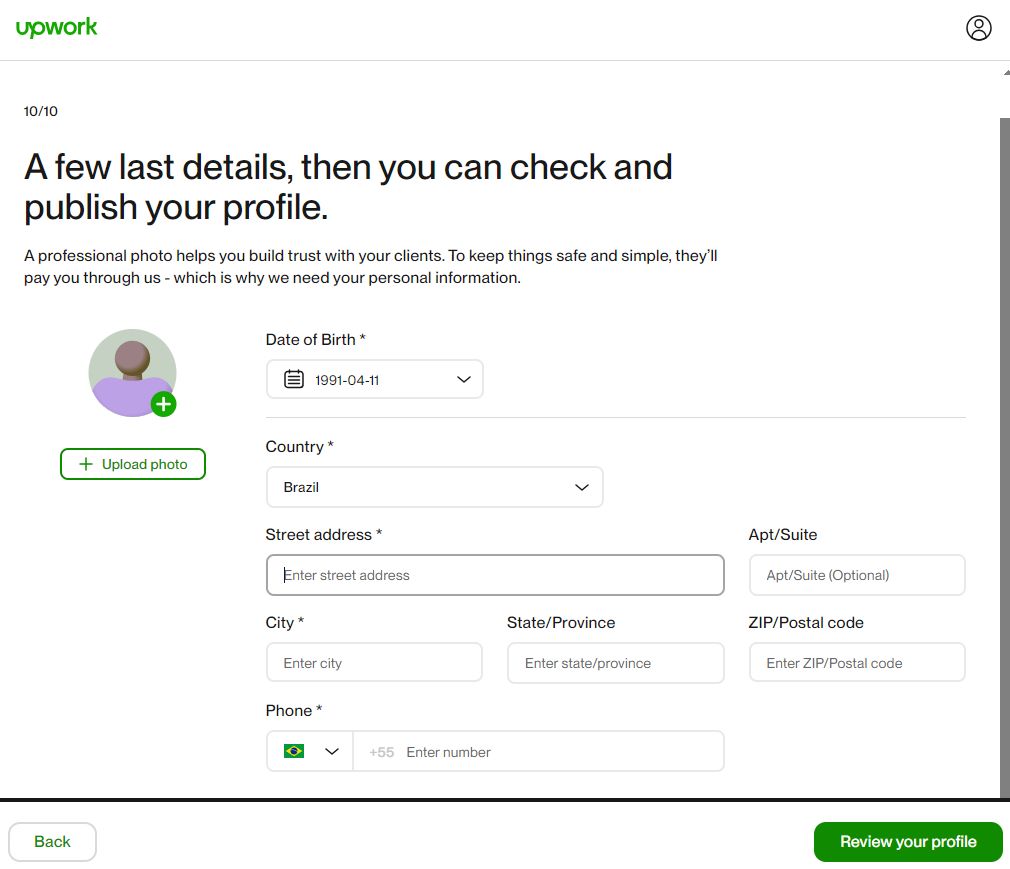 upwork
10/10
A few last details, then you can check and
publish your profile.
A professional photo helps you build trust with your clients. To keep things safe and simple, they’ll
pay you through us - which is why we need your personal information.
Date of Birth *
1991-04-11
Upload photo
Country *
Brazil
Street address *
Apt/Suite
Enter street address
Apt/Suite (Optional)
City *
State/Province
ZIP/Postal code
Enter city
Enter state/province
Enter ZIP/Postal code
Phone *
+55 Enter number
Back
Review your profile